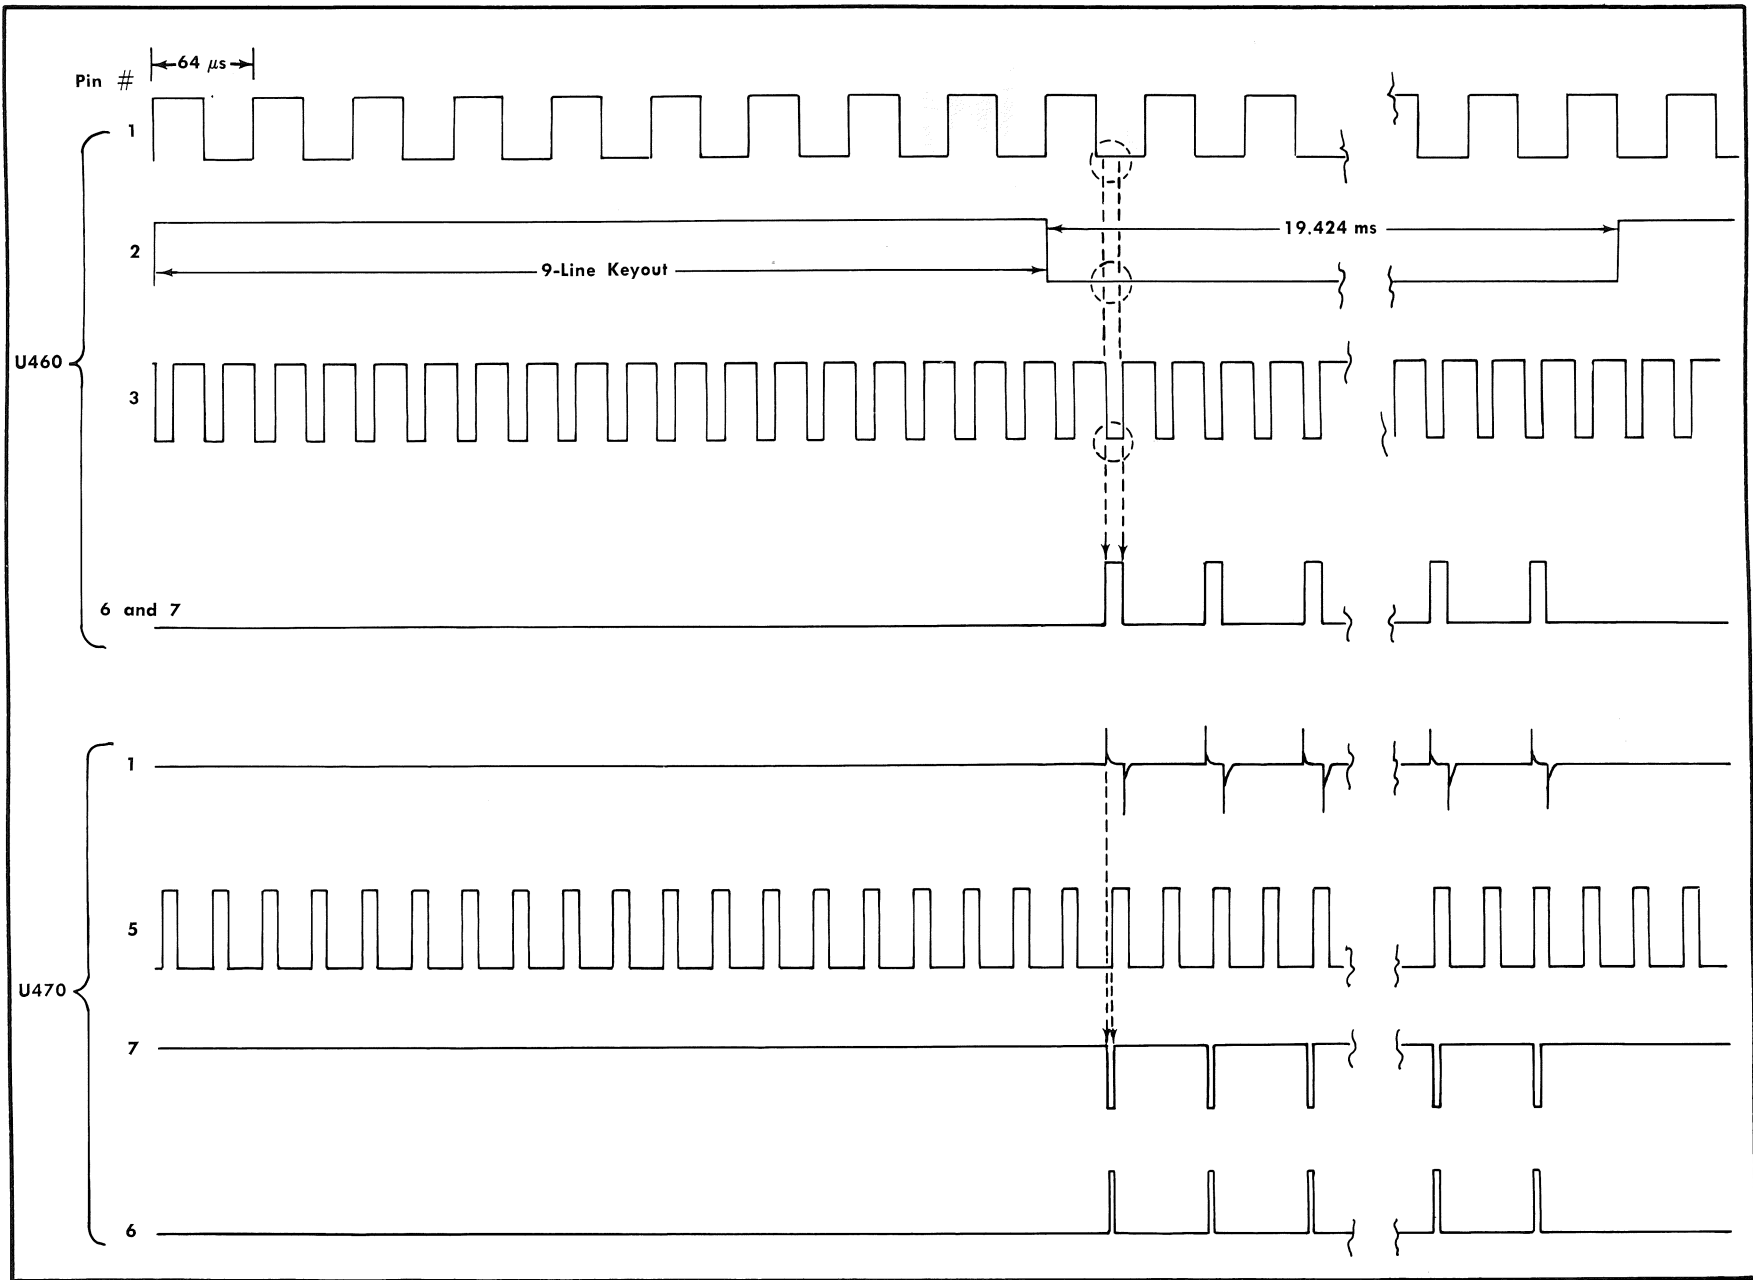 64 μs
Pin #
1
2
19.424 ms
9-Line Keyout
U460
3
6 and 7
1
5
U470
7
6